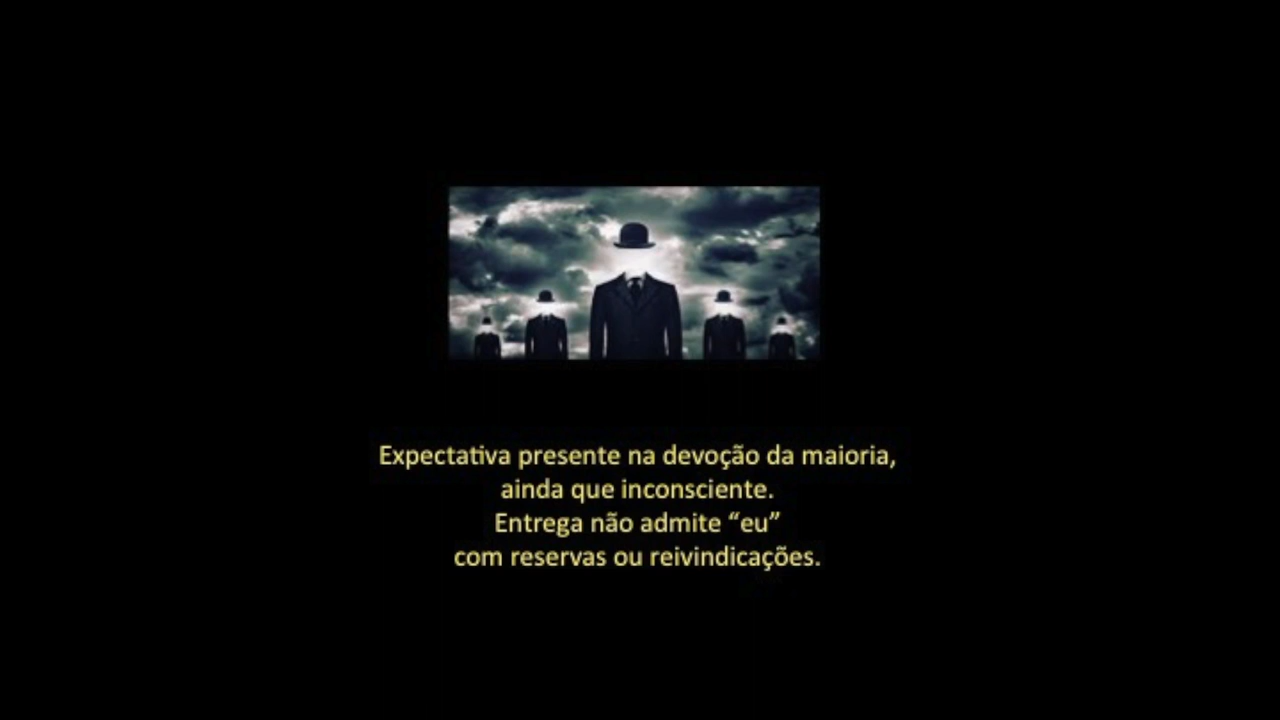 Expectativa presente na devoção da maioria,
ainda que inconsciente.
Entrega não admite “eu”
com reservas ou reivindicações.